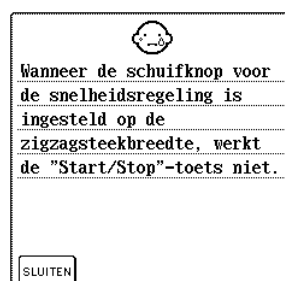 Wanneer de schuifknop voor
de snelheidsregeling is
ingesteld op de
zigzagsteekbreedte, werkt
de ”Start/Stop”-toets niet.
SLUITEN